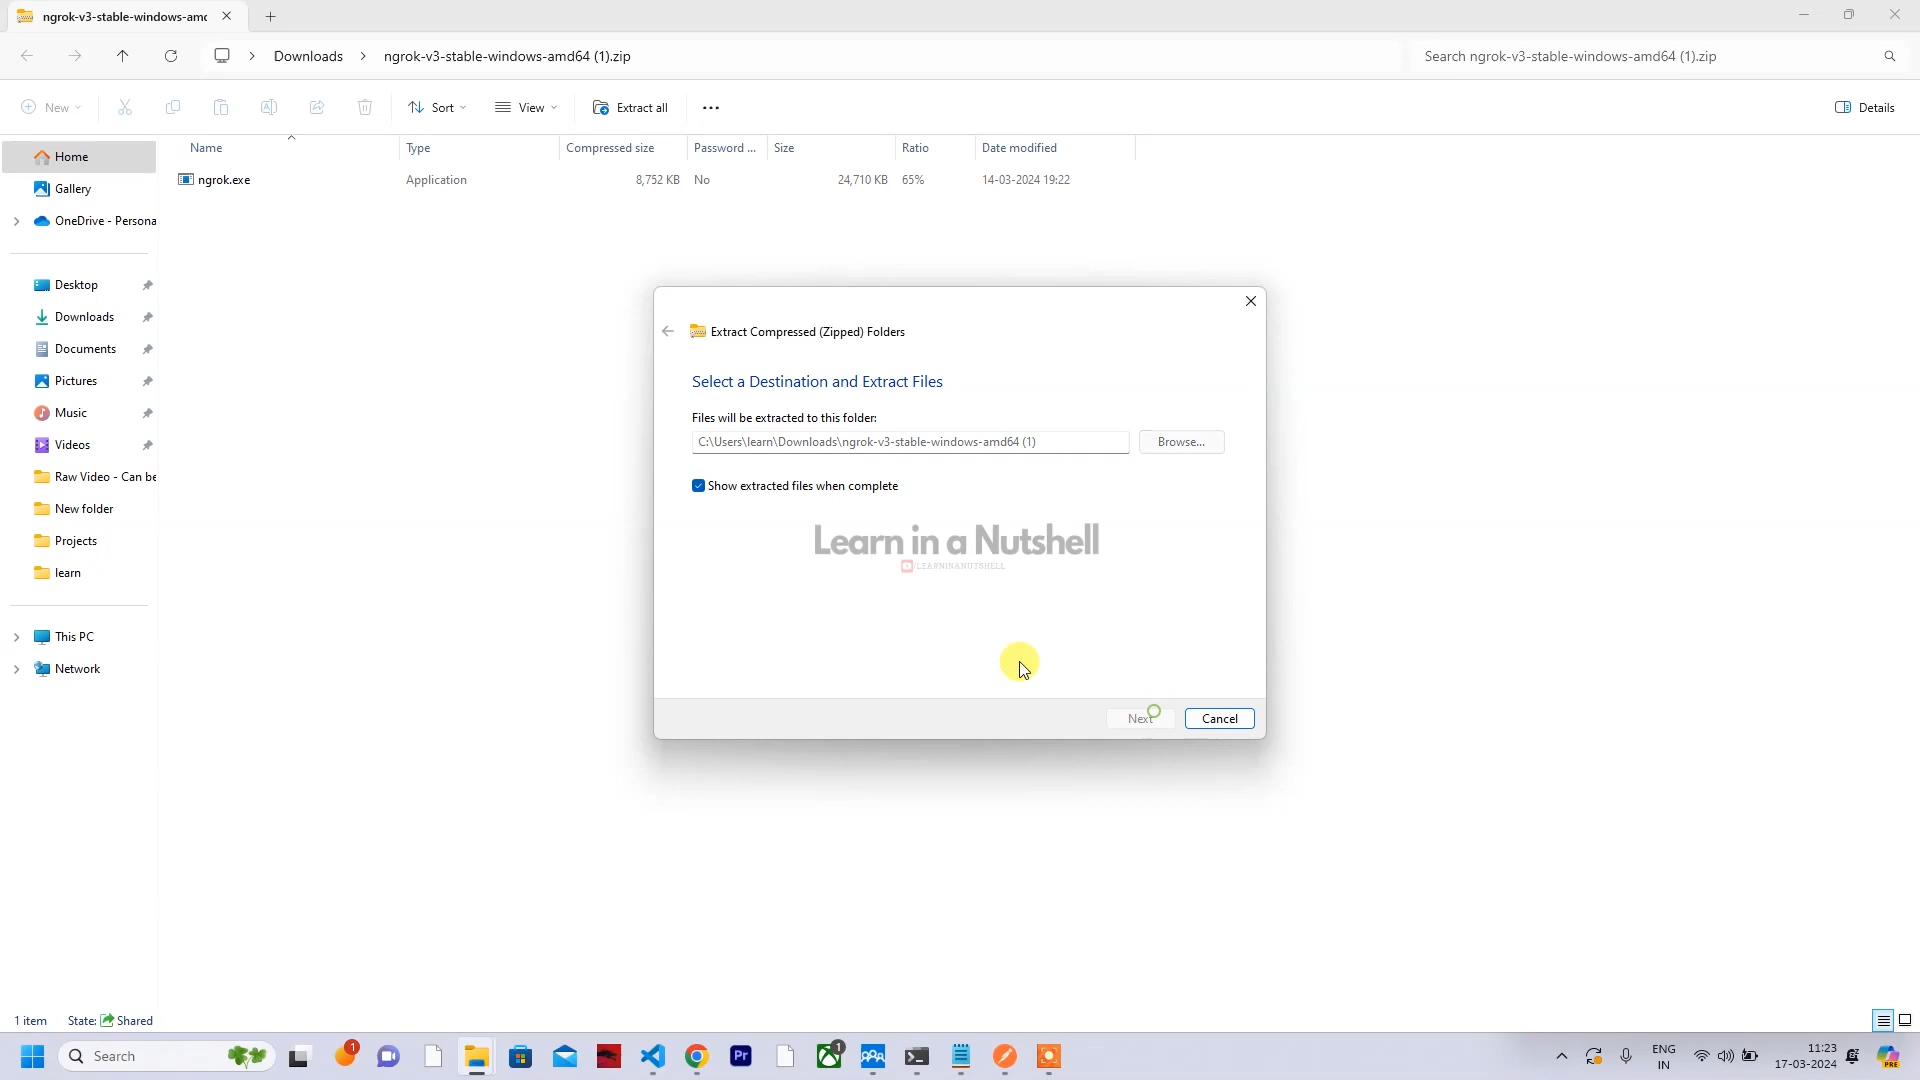 ngrok-v3-stable-windows-amd
Downloads
ngrok-v3-stable-windows-amd64 (1).zip
Search ngrok-v3-stable-windows-amd64 (1).zip
New
Sort
View
Extract all
Details
Name
Type
Compressed size
Password ...
Size
Ratio
Date modified
ngrok.exe
Application
8,752 KB
No
24,710 KB
65%
14-03-2024 19:22
Home
Gallery
OneDrive - Persona
Desktop
Downloads
Documents
Pictures
Music
Videos
Raw Video - Can be
New folder
Projects
learn
This PC
Network
Extract Compressed (Zipped) Folders
Select a Destination and Extract Files
Files will be extracted to this folder:
C:\Users\learn\Downloads\ngrok-v3-stable-windows-amd64 (1)
Browse...
Show extracted files when complete
Learn in a Nutshell
/LEARNINANUTSHELL
Next
Cancel
1 item
State: Shared
Search
1
Pr
1
ENG
IN
11:23
17-03-2024
PRE